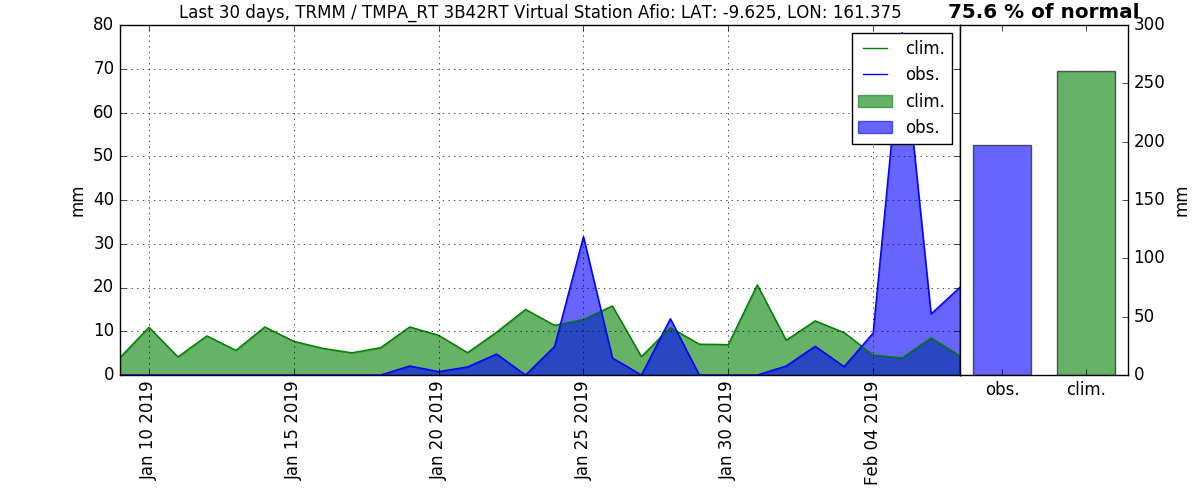 Last 30 days, TRMM / TMPA_RT 3B42RT Virtual Station Afio: LAT: -9.625, LON: 161.375
75.6 % of normal
80
70
60
50
40
30
20
10
0
mm
clim.
obs.
clim.
obs.
Jan 10 2019
Jan 15 2019
Jan 20 2019
Jan 25 2019
Jan 30 2019
Feb 04 2019
300
250
200
150
100
50
0
mm
obs.
clim.